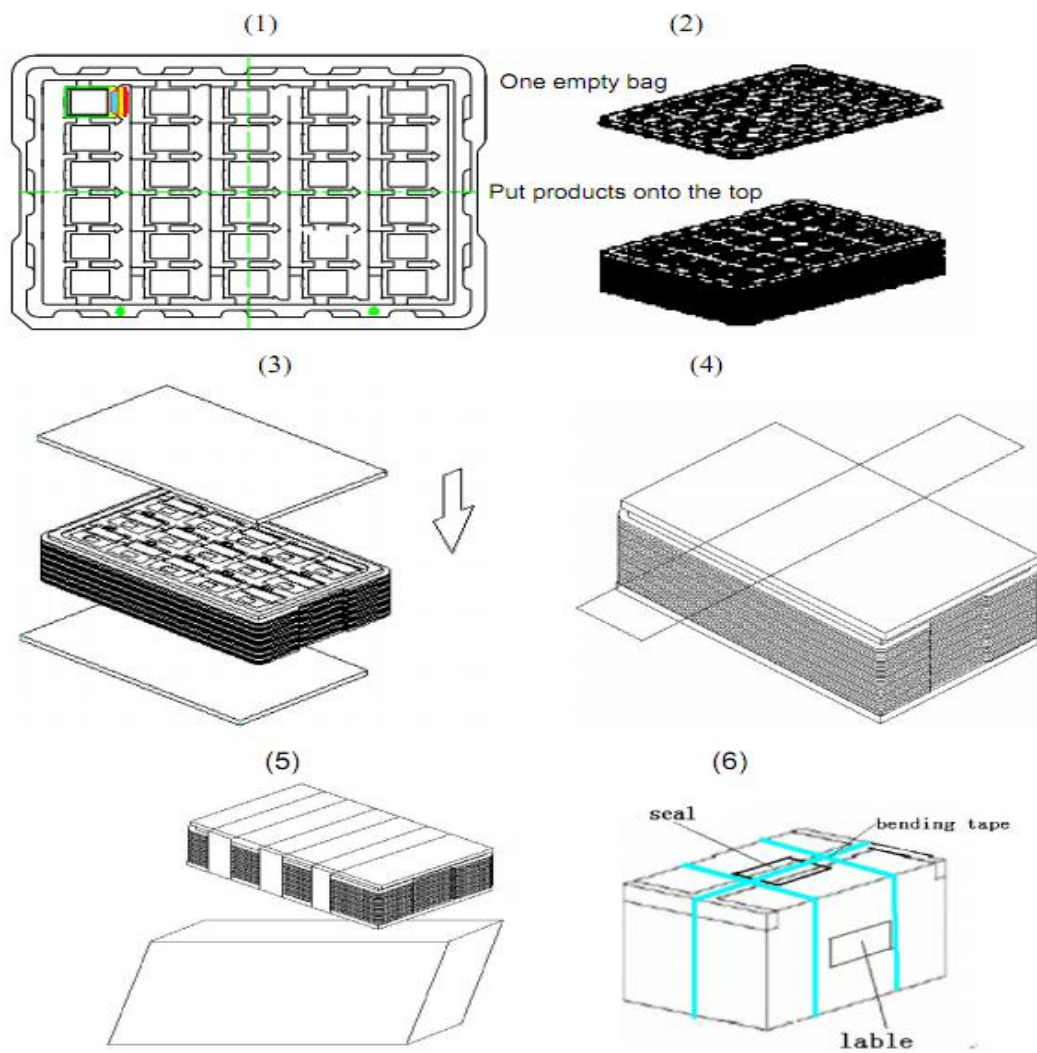 (1)
(2)
One empty bag
Put products onto the top
(3)
(4)
(5)
(6)
seal
bending tape
lable